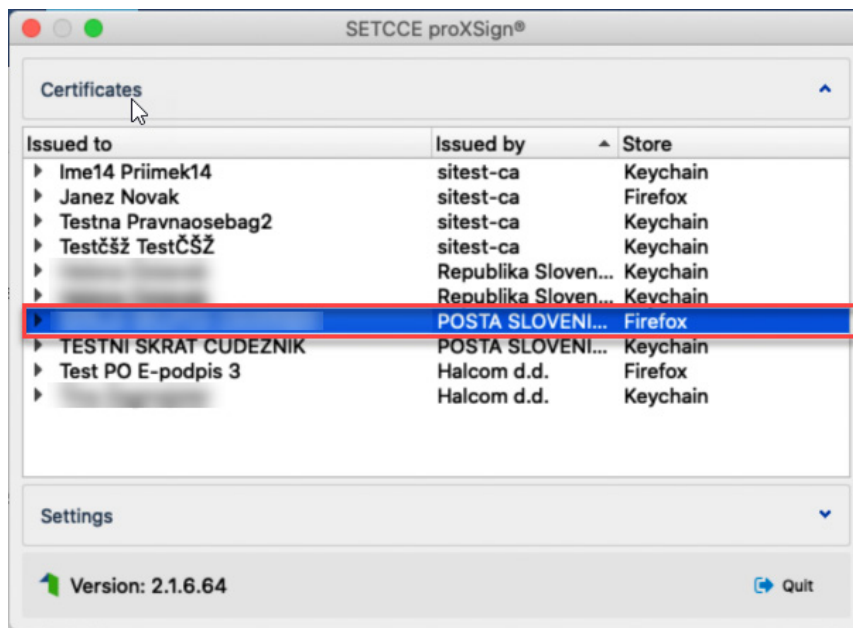 SETCCE proXSign®
Certificates
Issued to Issued by Store
Ime14 Priimek14 sitest-ca Keychain
Janez Novak sitest-ca Firefox
Testna Pravnaosebag2 sitest-ca Keychain
Testčšž TestČŠŽ sitest-ca Keychain
Republika Sloven... Keychain
Republika Sloven... Keychain
POSTA SLOVENI... Firefox
TESTNI SKRAT CUDEZNIK POSTA SLOVENI... Keychain
Test PO E-podpis 3 Halcom d.d. Firefox
Halcom d.d. Keychain
Settings
Version: 2.1.6.64 Quit